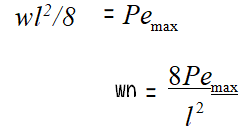 wl²/8 = Pe_max
wn = 8Pe_max / l²